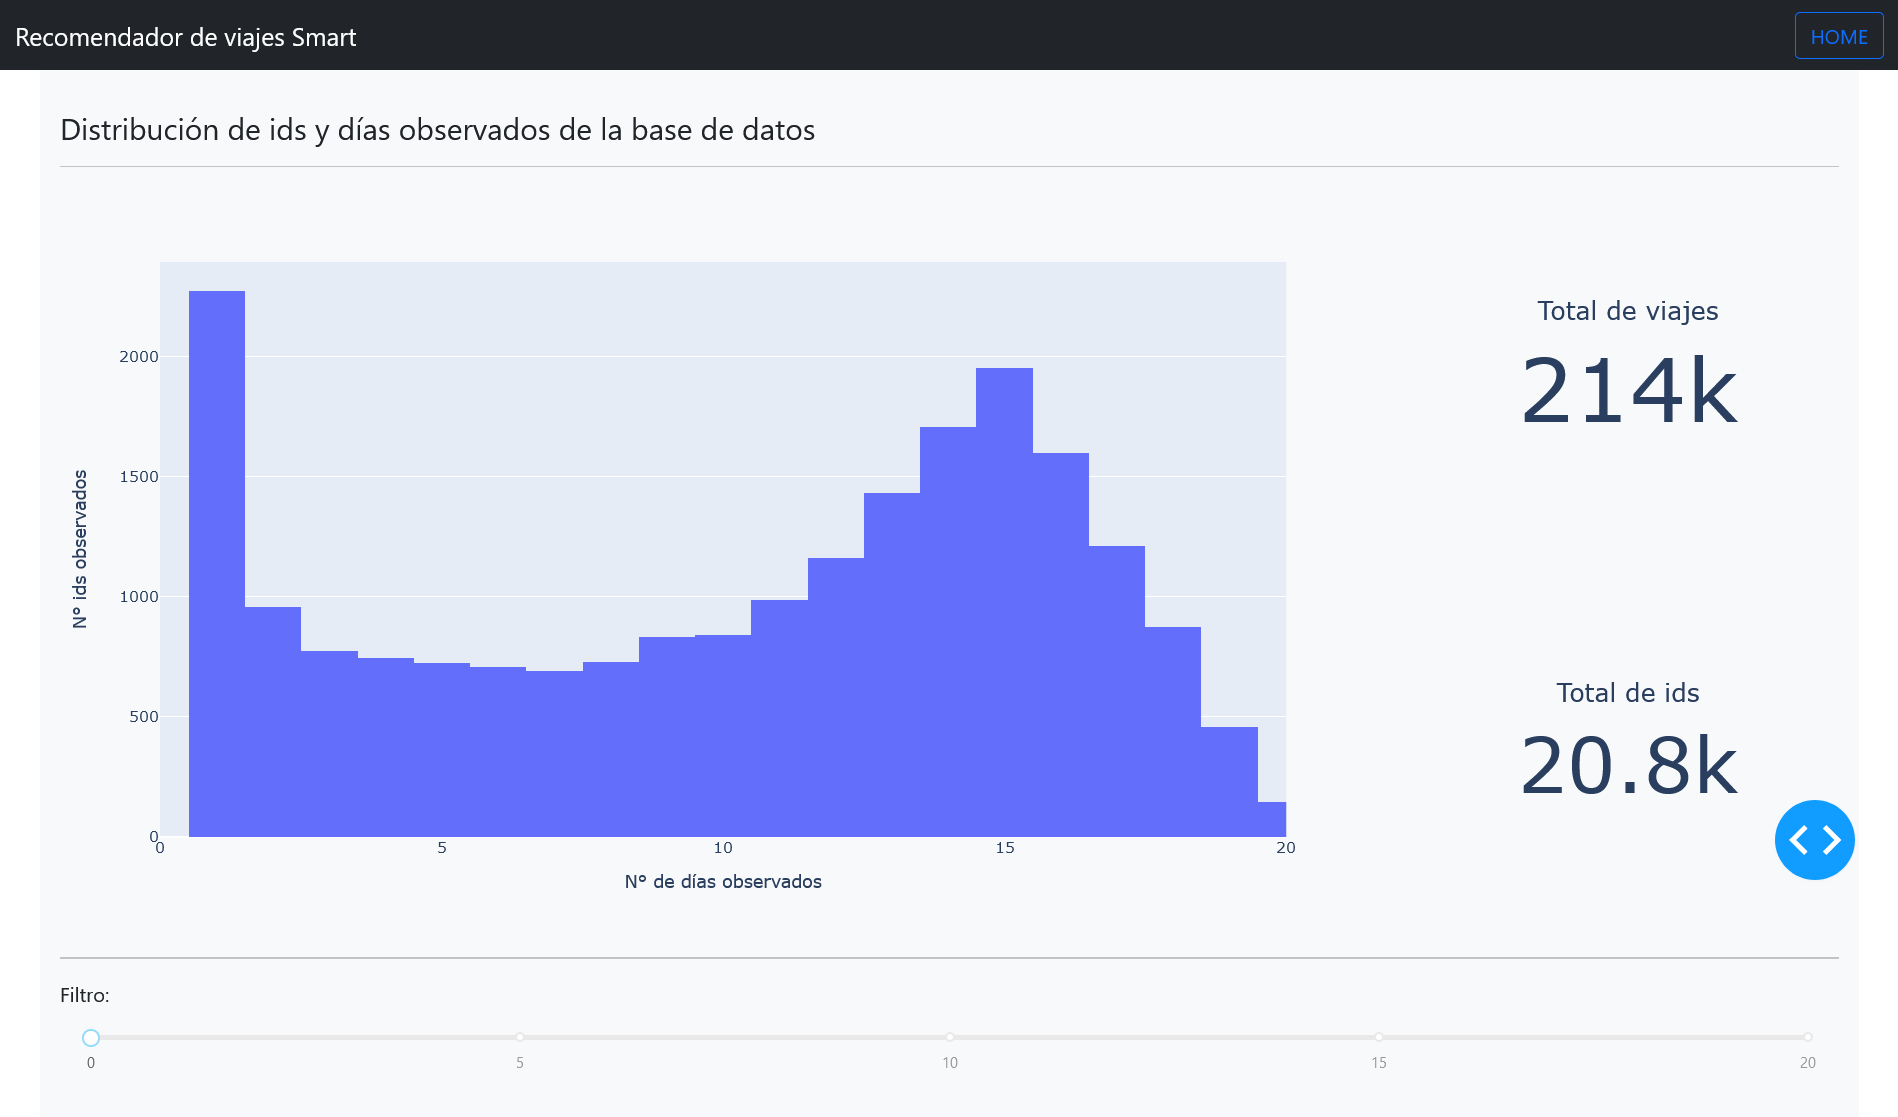 Recomendador de viajes Smart
HOME
Distribución de ids y días observados de la base de datos
N° ids observados
2000
1500
1000
500
0
0 5 10 15 20
N° de días observados
Total de viajes
214k
Total de ids
20.8k
Filtro:
0 5 10 15 20